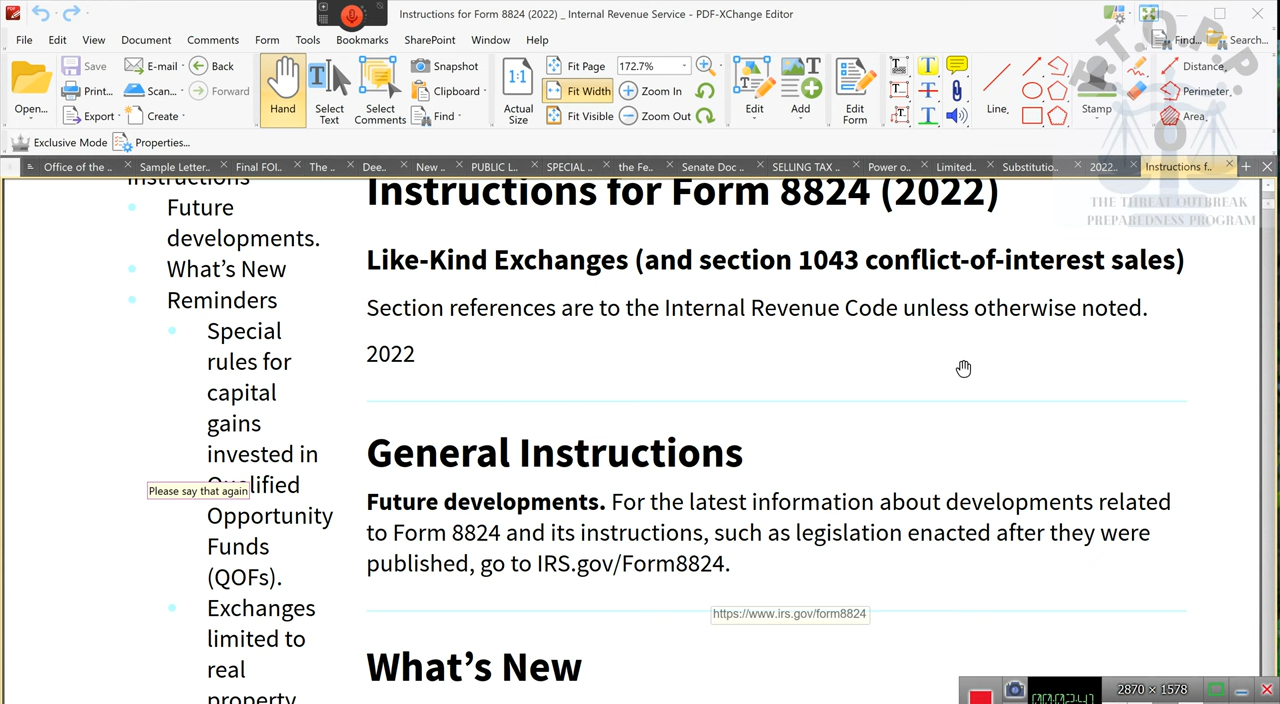 Instructions for Form 8824 (2022) _ Internal Revenue Service - PDF-XChange Editor
File Edit View Document Comments Form Tools Bookmarks SharePoint Window Help
Find... Search...
Open...
Save
Print...
Export
E-mail
Scan...
Create
Back
Forward
Hand
Select Text
Select Comments
Snapshot
Clipboard
Find
1:1
Actual Size
Fit Page
Fit Width
Fit Visible
172.7%
Zoom In
Zoom Out
Edit
Add
Edit Form
Line,
Stamp
Distance,
Perimeter,
Area,
T.O.P.P.
Exclusive Mode Properties...
Office of the .. Sample Letter.. Final FOI.. The .. Dee.. New .. PUBLIC L.. SPECIAL .. the Fe.. Senate Doc .. SELLING TAX .. Power o.. Limited.. Substitutio.. 2022.. Instructions f..
THE THREAT OUTBREAK
PREPAREDNESS PROGRAM
Instructions
Future
developments.
What's New
Reminders
Special
rules for
capital
gains
invested in
Qualified
Please say that again
Opportunity
Funds
(QOFs).
Exchanges
limited to
real
property
Instructions for Form 8824 (2022)
Like-Kind Exchanges (and section 1043 conflict-of-interest sales)
Section references are to the Internal Revenue Code unless otherwise noted.
2022
General Instructions
Future developments. For the latest information about developments related
to Form 8824 and its instructions, such as legislation enacted after they were
published, go to IRS.gov/Form8824.
https://www.irs.gov/form8824
What's New
2870 × 1578